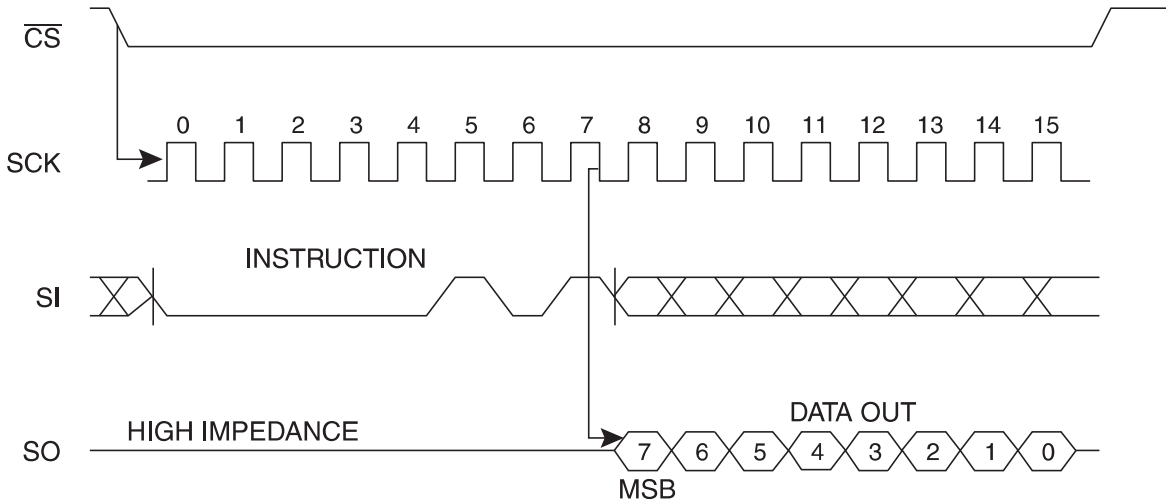 C̅S̅
0 1 2 3 4 5 6 7 8 9 10 11 12 13 14 15
SCK
INSTRUCTION
SI
DATA OUT
HIGH IMPEDANCE
SO
7 6 5 4 3 2 1 0
MSB